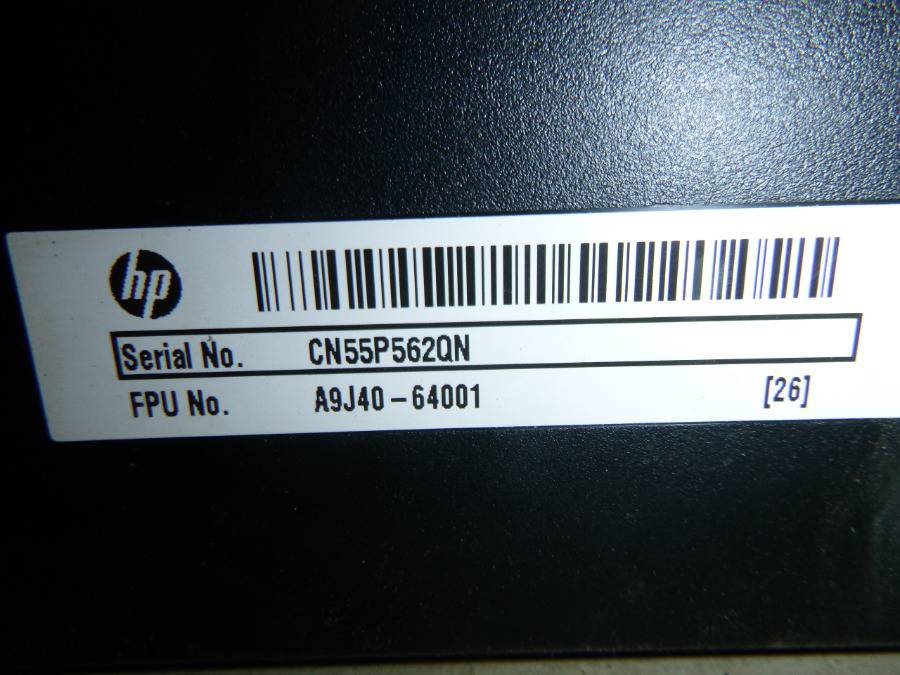 hp
Serial No. CN55P562QN
FPU No. A9J40-64001 [26]